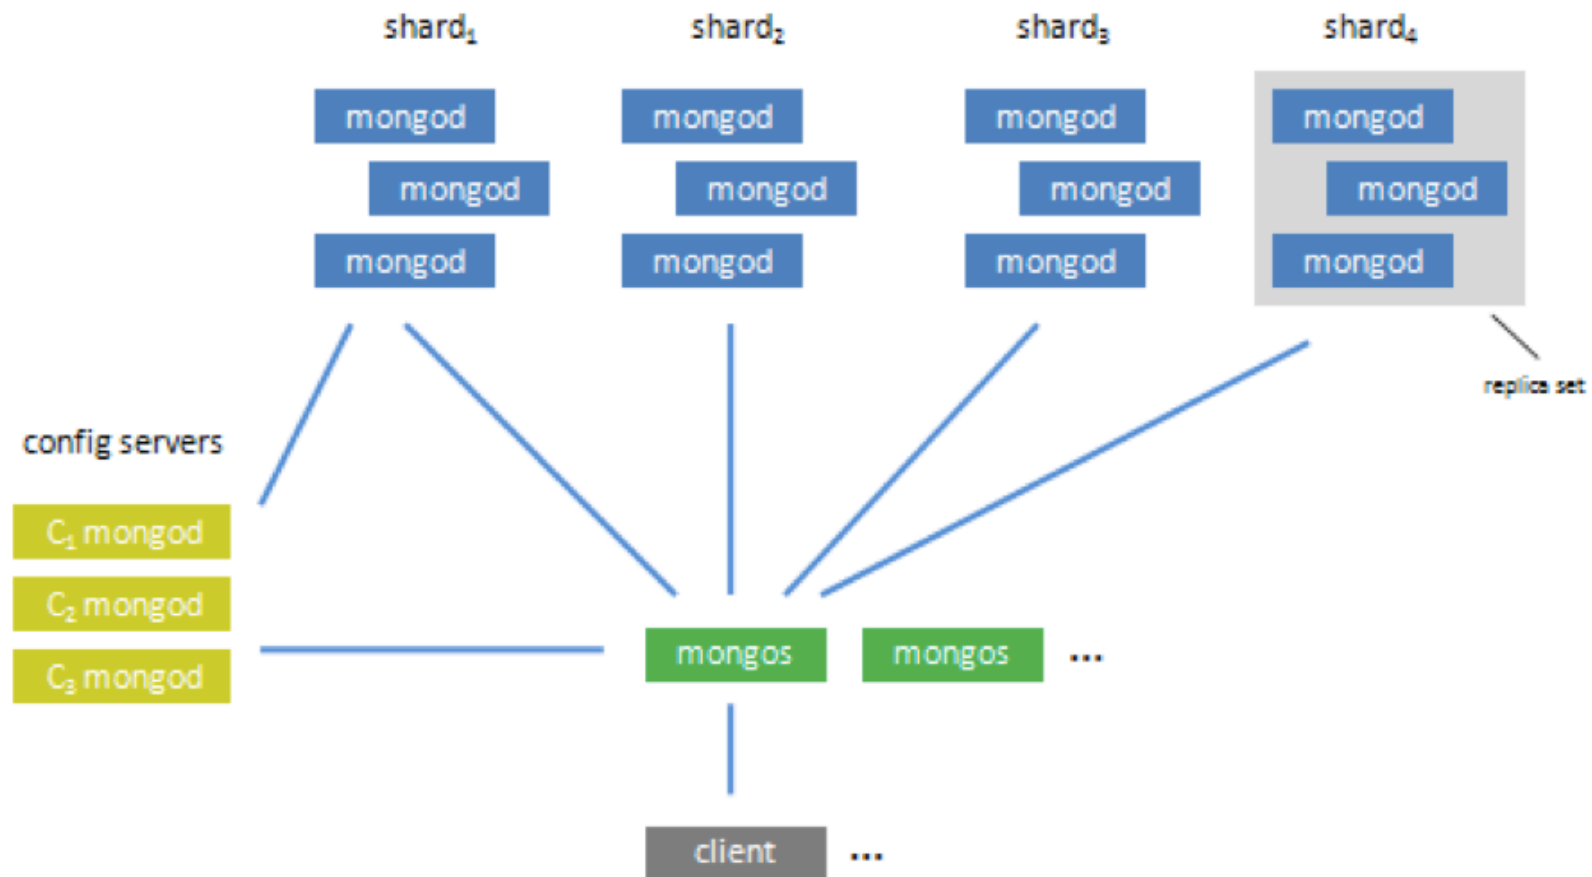 shard₁ shard₂ shard₃ shard₄
mongod mongod mongod mongod
mongod mongod mongod mongod
mongod mongod mongod mongod
replica set
config servers
C₁ mongod
C₂ mongod
C₃ mongod
mongos mongos ...
client ...